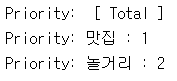 Priority:  [ Total ]
Priority: 맛집 : 1
Priority: 놀거리 : 2